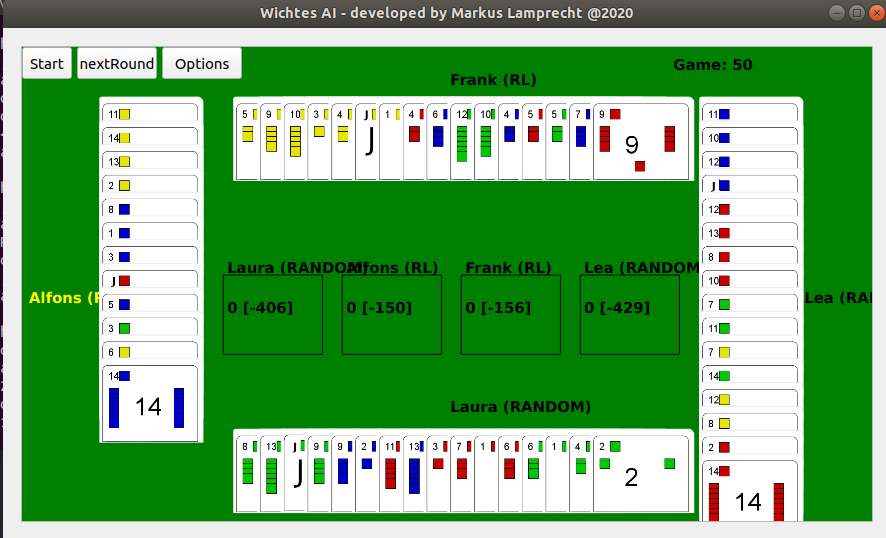 Wichtes AI - developed by Markus Lamprecht @2020
Start nextRound Options
Game: 50
Frank (RL)
5 9 10 3 4 J 1 4 6 12 10 4 5 5 7 9
J
9
11
14
13
2
8
1
3
J
5
3
6
14
14
Alfons (
11
10
12
J
12
13
8
10
7
11
7
14
12
8
2
14
14
Lea (RA
Laura (RANDOM) Alfons (RL) Frank (RL) Lea (RANDOM
0 [-406] 0 [-150] 0 [-156] 0 [-429]
Laura (RANDOM)
8 13 J 9 9 2 11 13 3 7 1 6 6 1 4 2
J
2